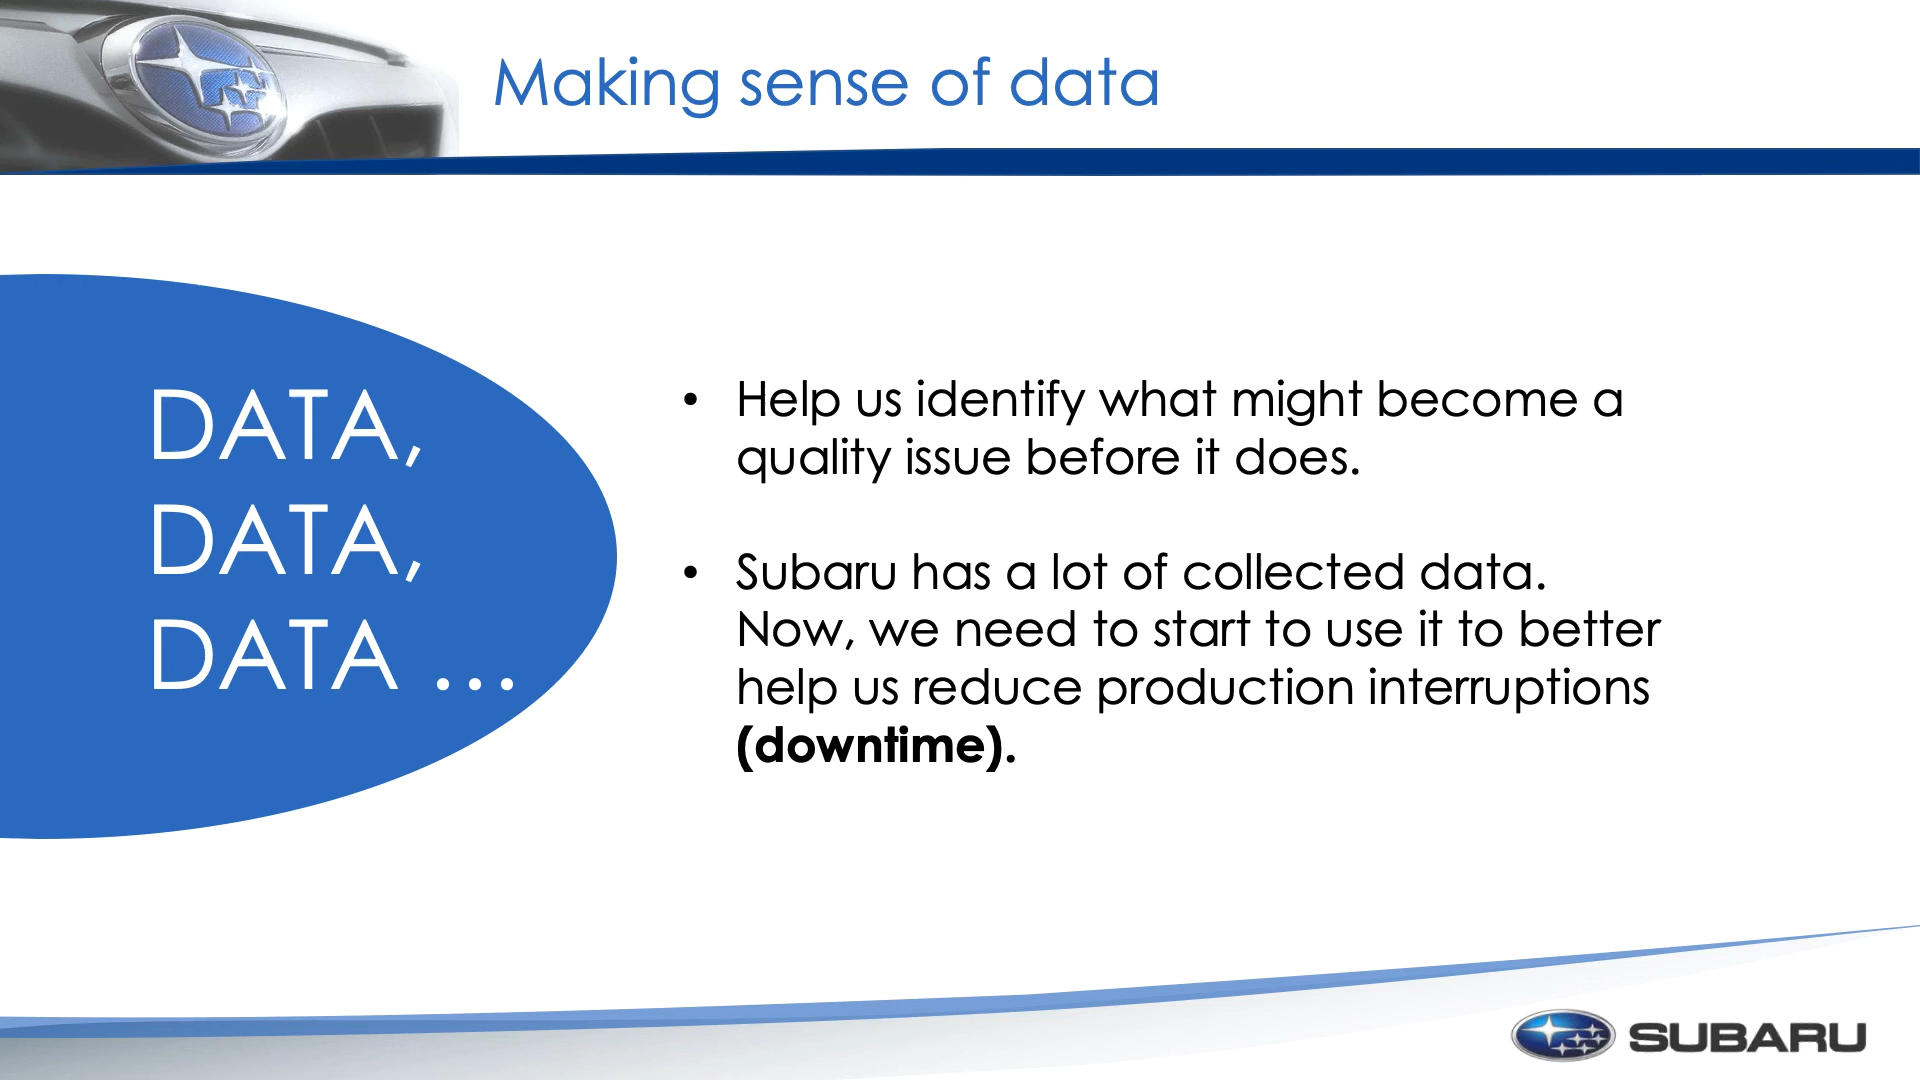 Making sense of data
DATA,
DATA,
DATA …
• Help us identify what might become a
quality issue before it does.
• Subaru has a lot of collected data.
Now, we need to start to use it to better
help us reduce production interruptions
(downtime).
SUBARU